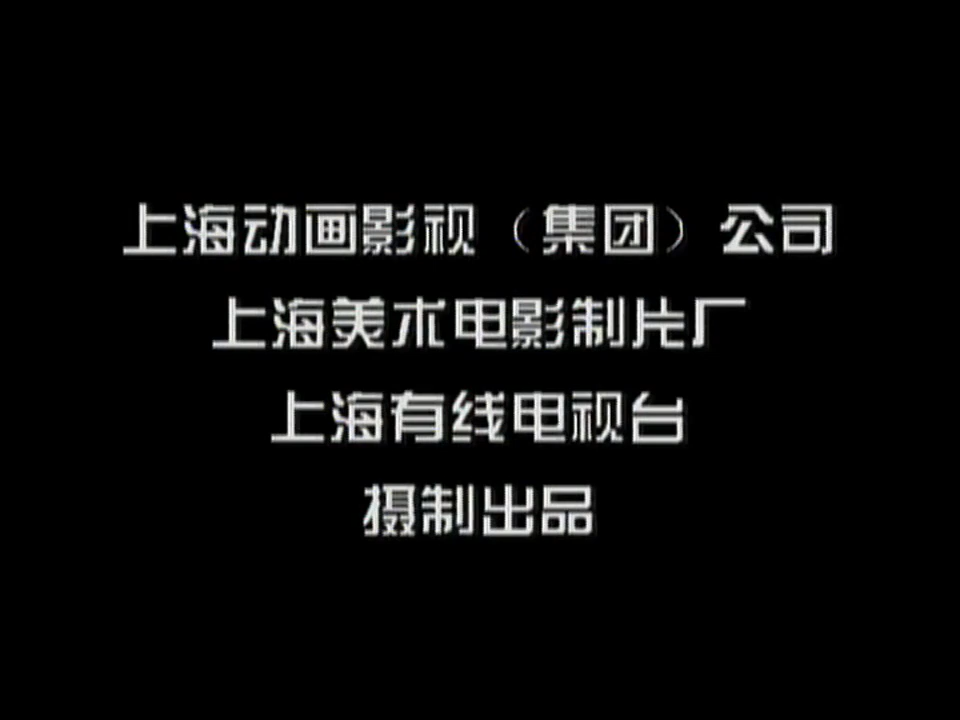 上海动画影视（集团）公司
上海美术电影制片厂
上海有线电视台
摄制出品